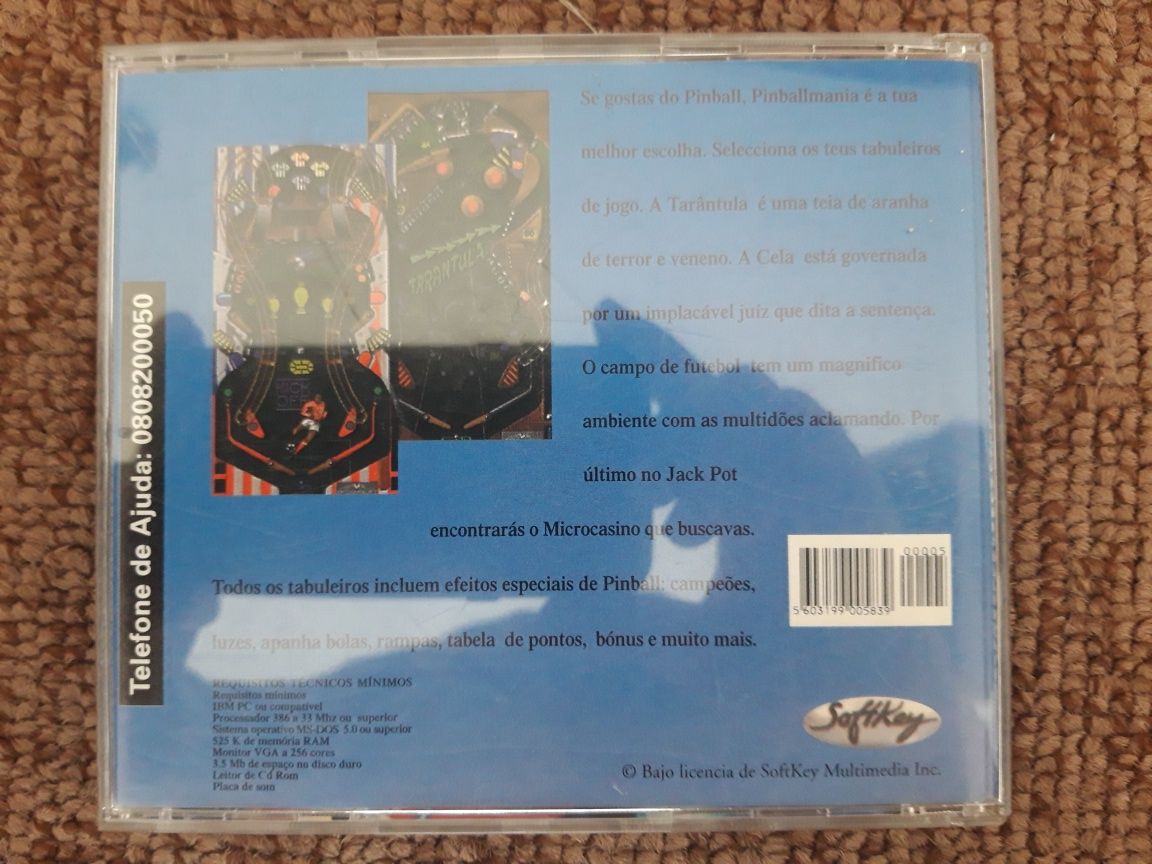 Se gostas do Pinball, Pinballmania é a tua
melhor escolha. Selecciona os teus tabuleiros
de jogo. A Tarântula é uma teia de aranha
de terror e veneno. A Cela está governada
por um implacável juíz que dita a sentença.
O campo de futebol tem um magnifico
ambiente com as multidões aclamando. Por
último no Jack Pot
encontrarás o Microcasino que buscavas.
Todos os tabuleiros incluem efeitos especiais de Pinball: campeões,
luzes, apanha bolas, rampas, tabela de pontos, bónus e muito mais.
Telefone de Ajuda: 0808200050
TARANTULA
KICK
OFF
00005
5 603199 005839
REQUISITOS TÉCNICOS MÍNIMOS
Requisitos mínimos
IBM PC ou compatível
Processador 386 a 33 Mhz ou superior
Sistema operativo MS-DOS 5.0 ou superior
525 K de memória RAM
Monitor VGA a 256 cores
3.5 Mb de espaço no disco duro
Leitor de Cd Rom
Placa de som
SoftKey
© Bajo licencia de SoftKey Multimedia Inc.